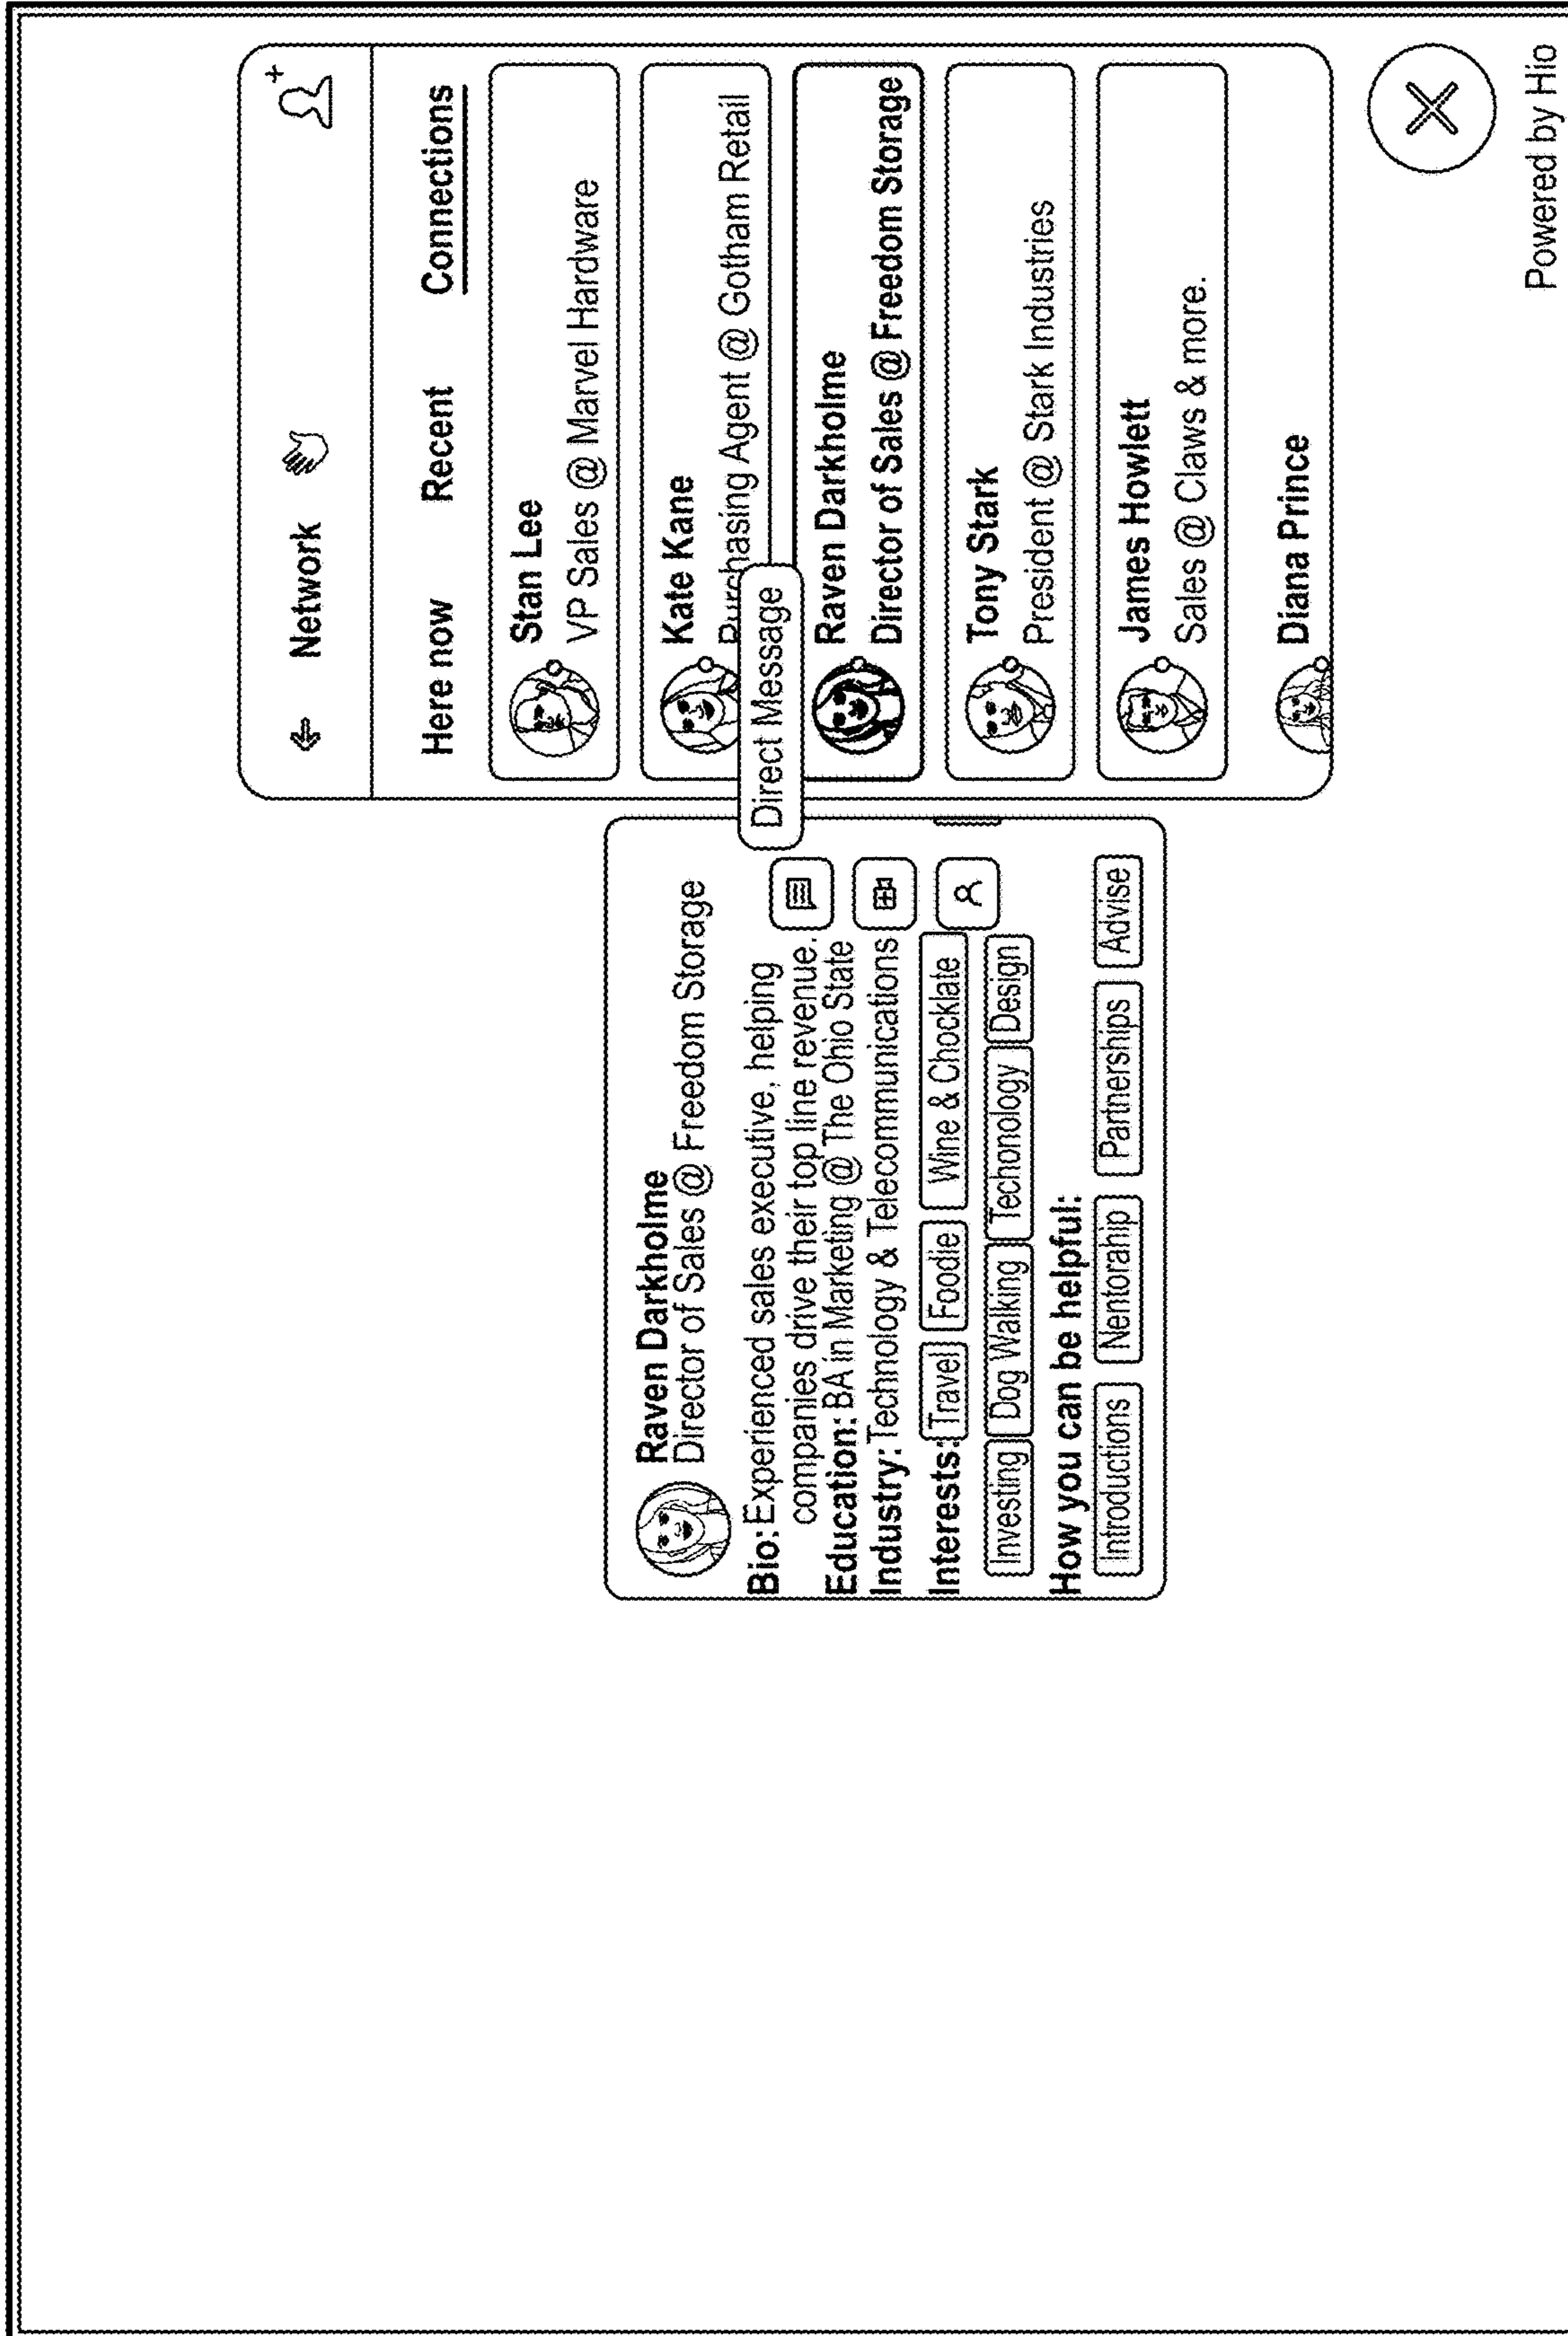 Network
Here now Recent Connections
Stan Lee
VP Sales @ Marvel Hardware
Kate Kane
Purchasing Agent @ Gotham Retail
Direct Message
Raven Darkholme
Director of Sales @ Freedom Storage
Tony Stark
President @ Stark Industries
James Howlett
Sales @ Claws & more.
Diana Prince
Raven Darkholme
Director of Sales @ Freedom Storage
Bio: Experienced sales executive, helping
companies drive their top line revenue.
Education: BA in Marketing @ The Ohio State
Industry: Technology & Telecommunications
Interests: Travel Foodie Wine & Chocklate
Investing Dog Walking Techonology Design
How you can be helpful:
Introductions Nentorahip Partnerships Advise
Powered by Hio